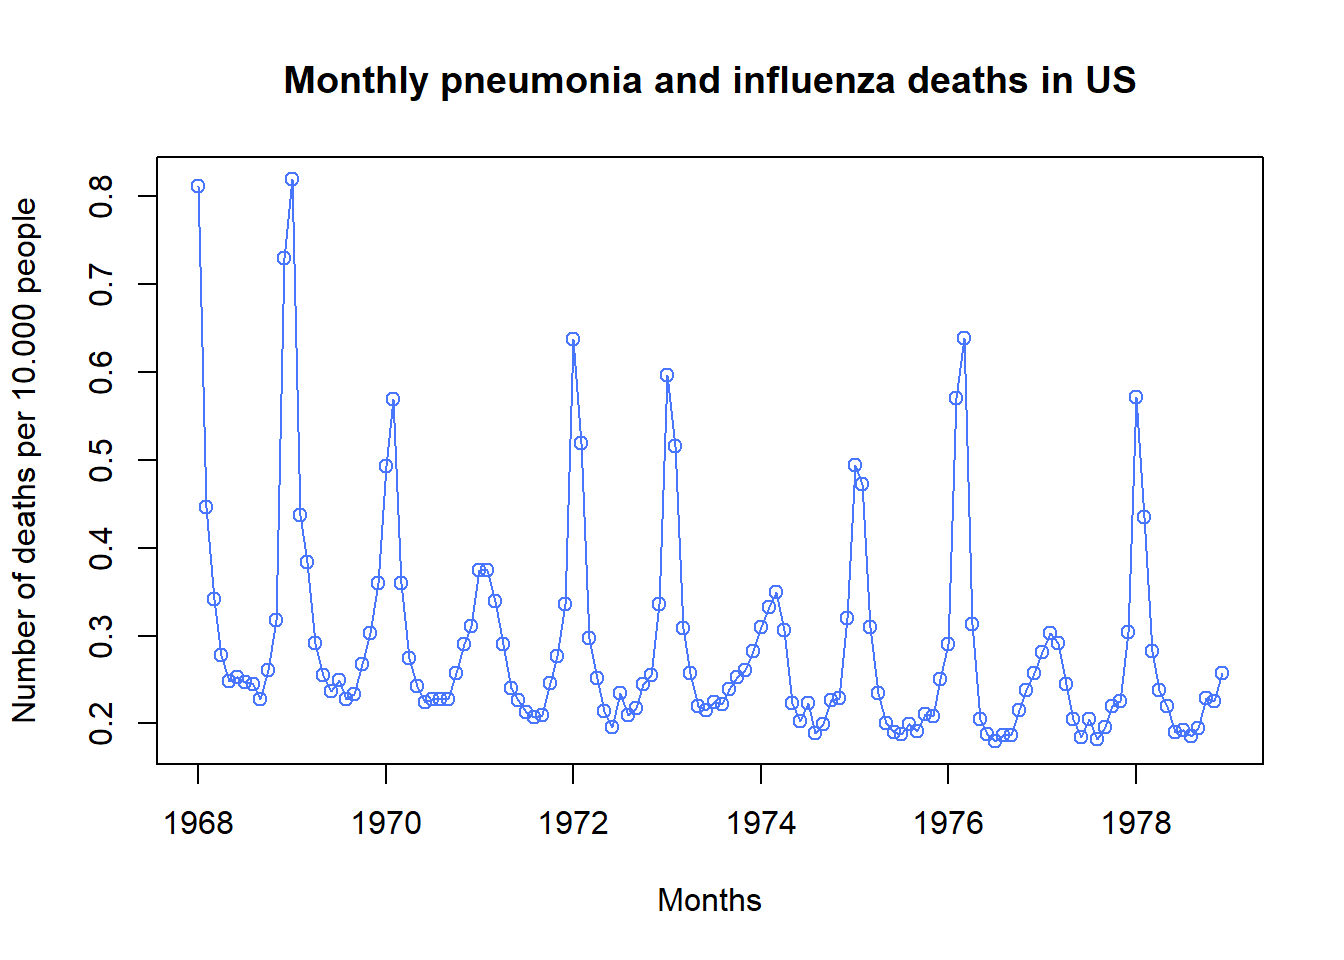 Monthly pneumonia and influenza deaths in US
Number of deaths per 10.000 people
0.8
0.7
0.6
0.5
0.4
0.3
0.2
1968 1970 1972 1974 1976 1978
Months